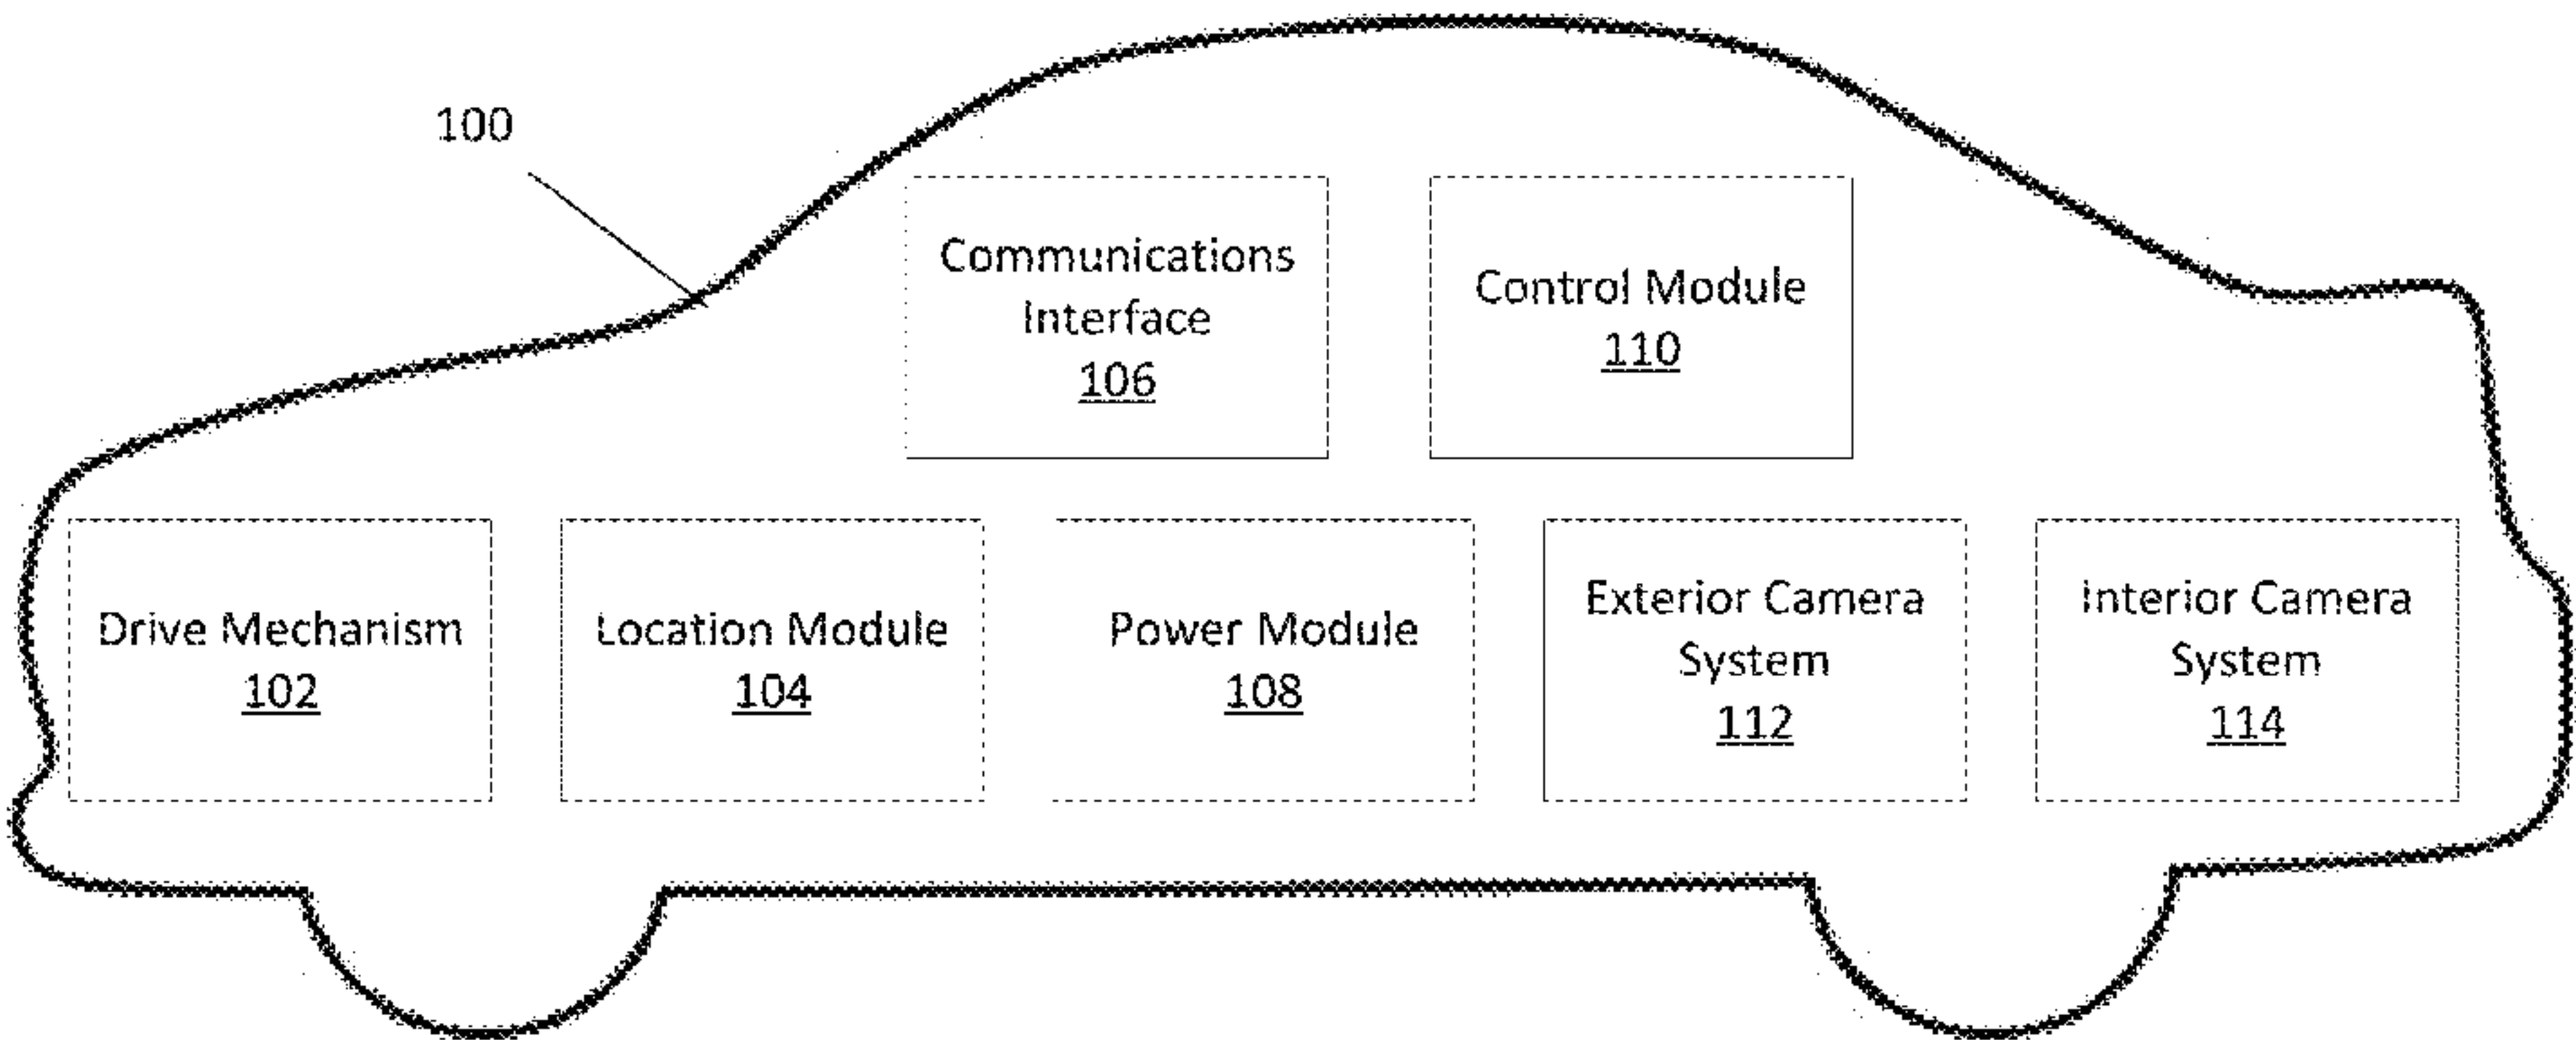 100
Communications
Interface
106
Control Module
110
Drive Mechanism
102
Location Module
104
Power Module
108
Exterior Camera
System
112
Interior Camera
System
114